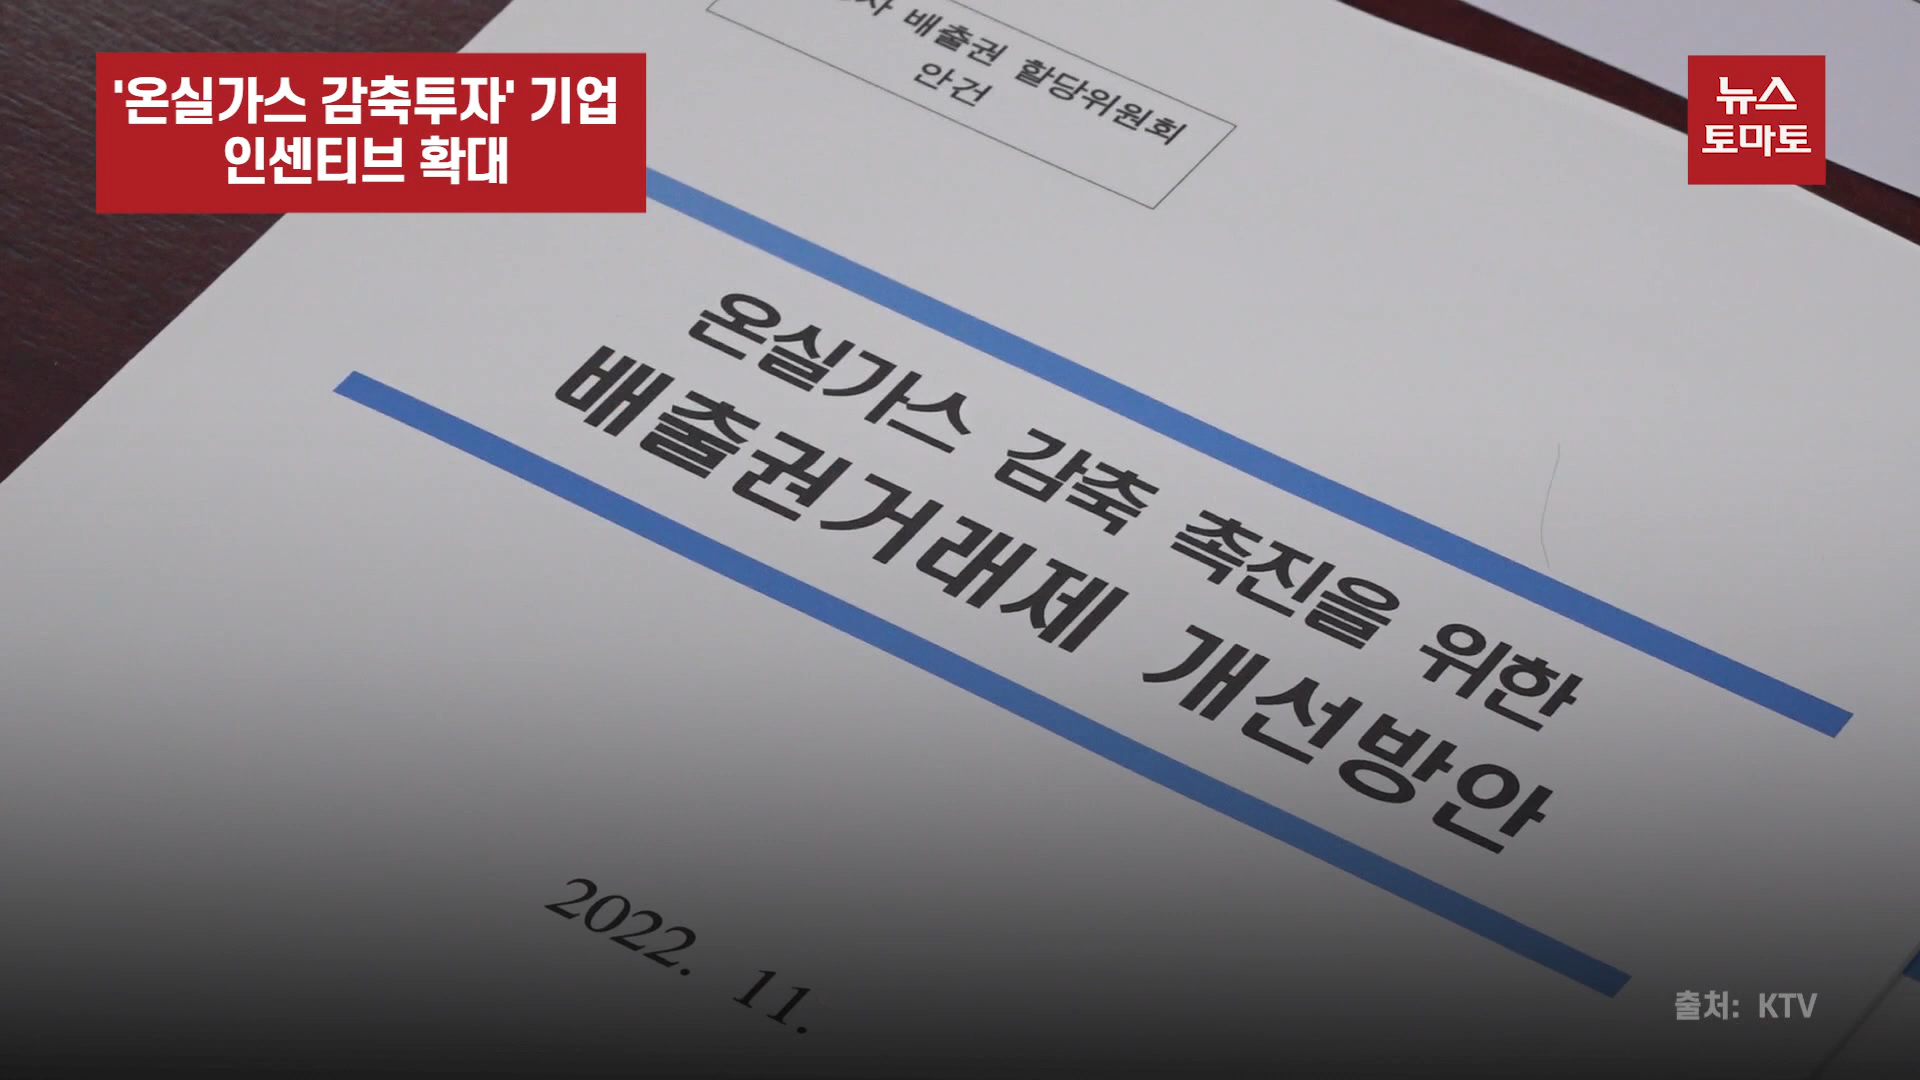 '온실가스 감축투자' 기업
인센티브 확대
뉴스
토마토
배출권 할당위원회
안건
온실가스 감축 촉진을 위한
배출권거래제 개선방안
2022. 11.
출처: KTV